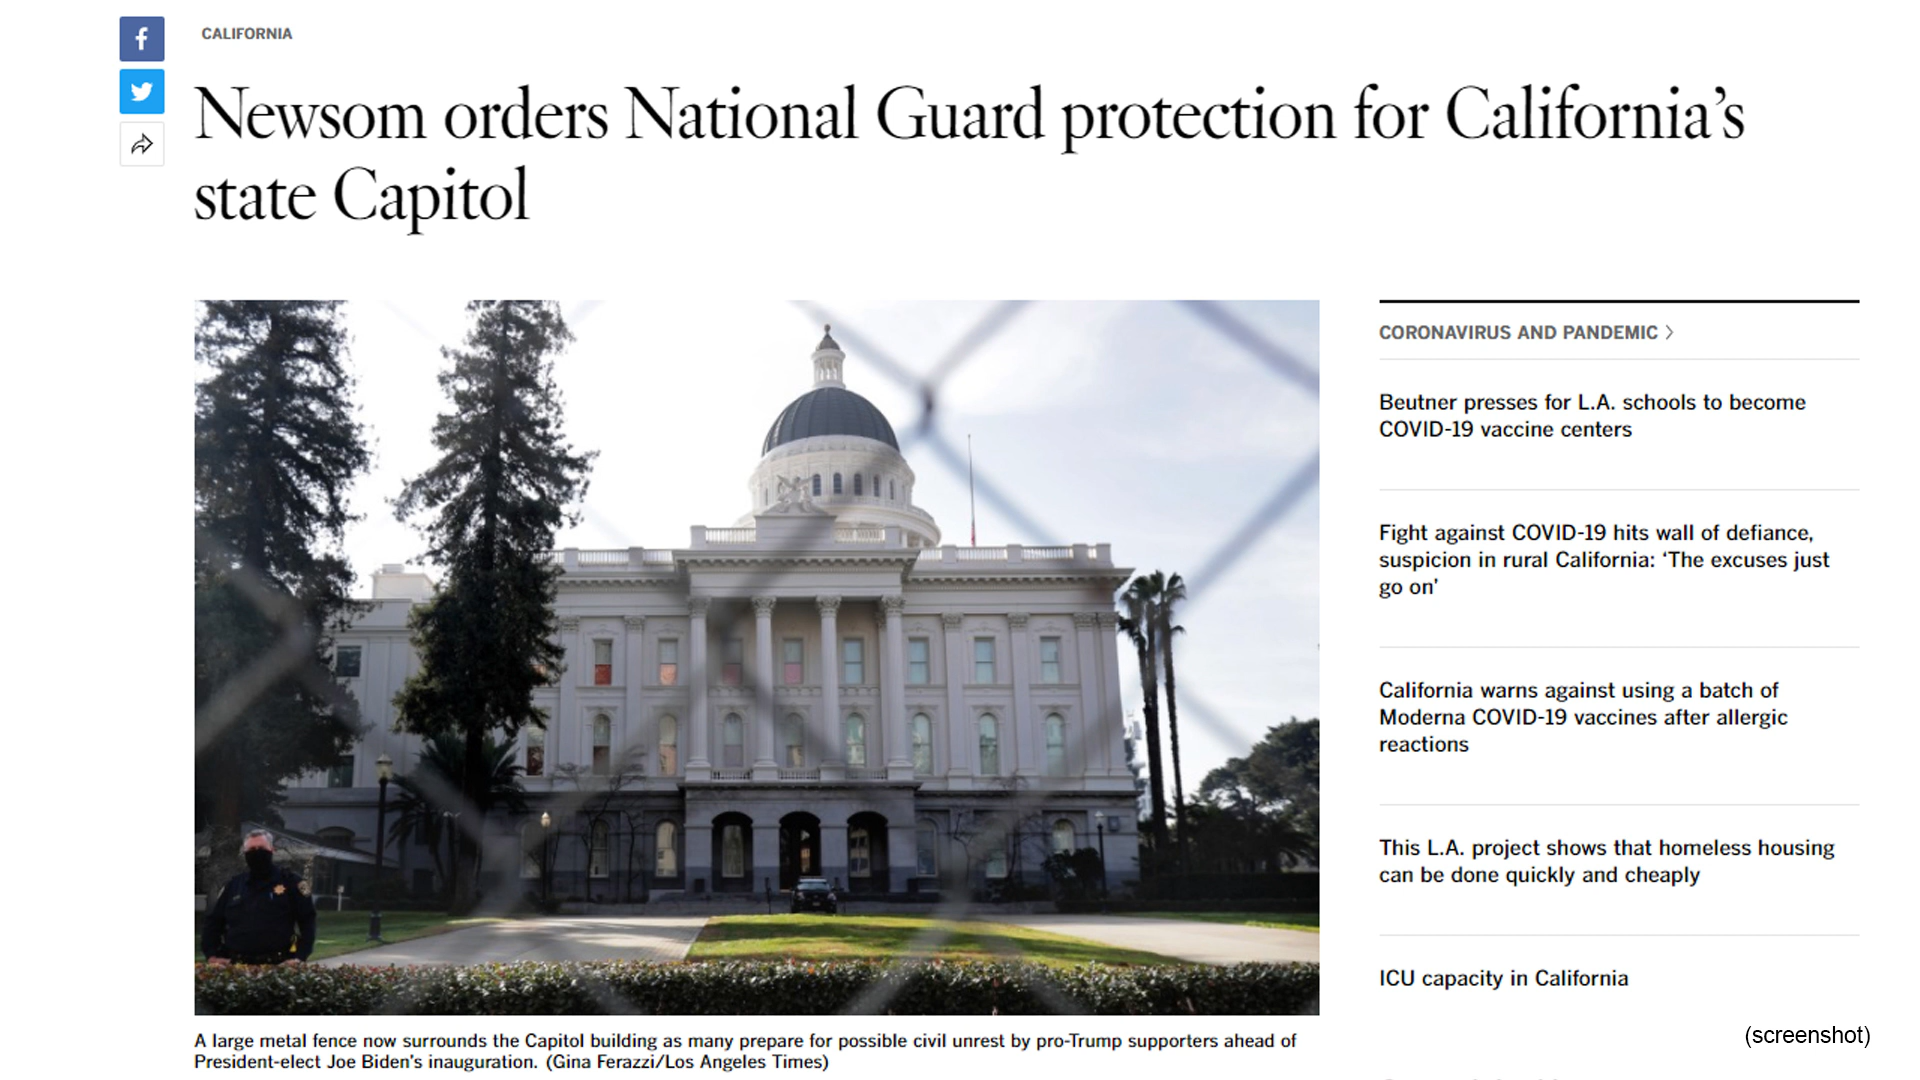 CALIFORNIA
Newsom orders National Guard protection for California’s
state Capitol
CORONAVIRUS AND PANDEMIC >
Beutner presses for L.A. schools to become
COVID-19 vaccine centers
Fight against COVID-19 hits wall of defiance,
suspicion in rural California: ‘The excuses just
go on’
California warns against using a batch of
Moderna COVID-19 vaccines after allergic
reactions
This L.A. project shows that homeless housing
can be done quickly and cheaply
ICU capacity in California
(screenshot)
A large metal fence now surrounds the Capitol building as many prepare for possible civil unrest by pro-Trump supporters ahead of
President-elect Joe Biden’s inauguration. (Gina Ferazzi/Los Angeles Times)